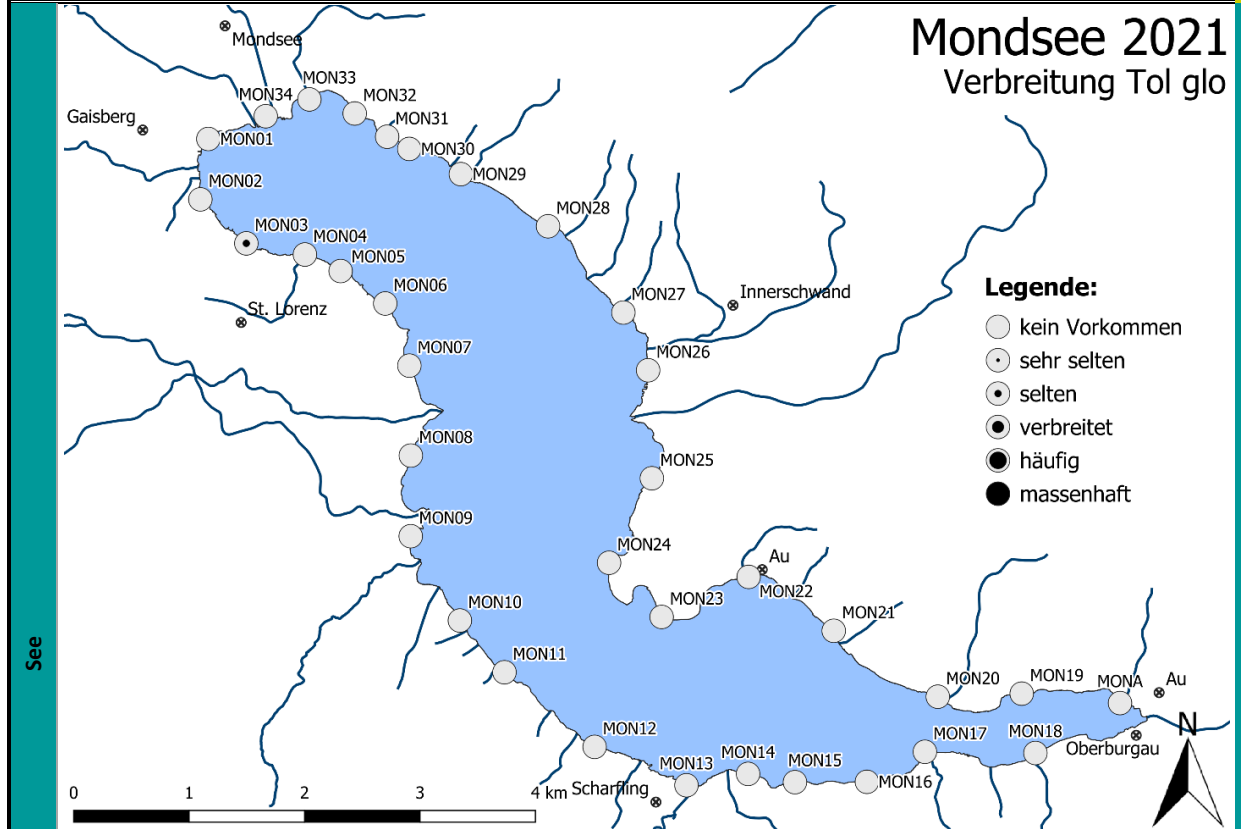 Mondsee 2021
Verbreitung Tol glo
Mondsee
MON33
MON34
MON32
Gaisberg
MON31
MON01
MON30
MON29
MON02
MON28
MON03
MON04
MON05
MON06
St. Lorenz
MON27
Innerschwand
Legende:
kein Vorkommen
sehr selten
selten
verbreitet
häufig
massenhaft
MON26
MON07
MON08
MON25
MON09
MON24
Au
MON22
MON10
MON23
MON21
See
MON11
MON20
MON19
MONA
Au
MON12
MON17
MON18
Oberburgau
N
MON14
MON15
MON13
MON16
Scharfling
0 1 2 3 4 km